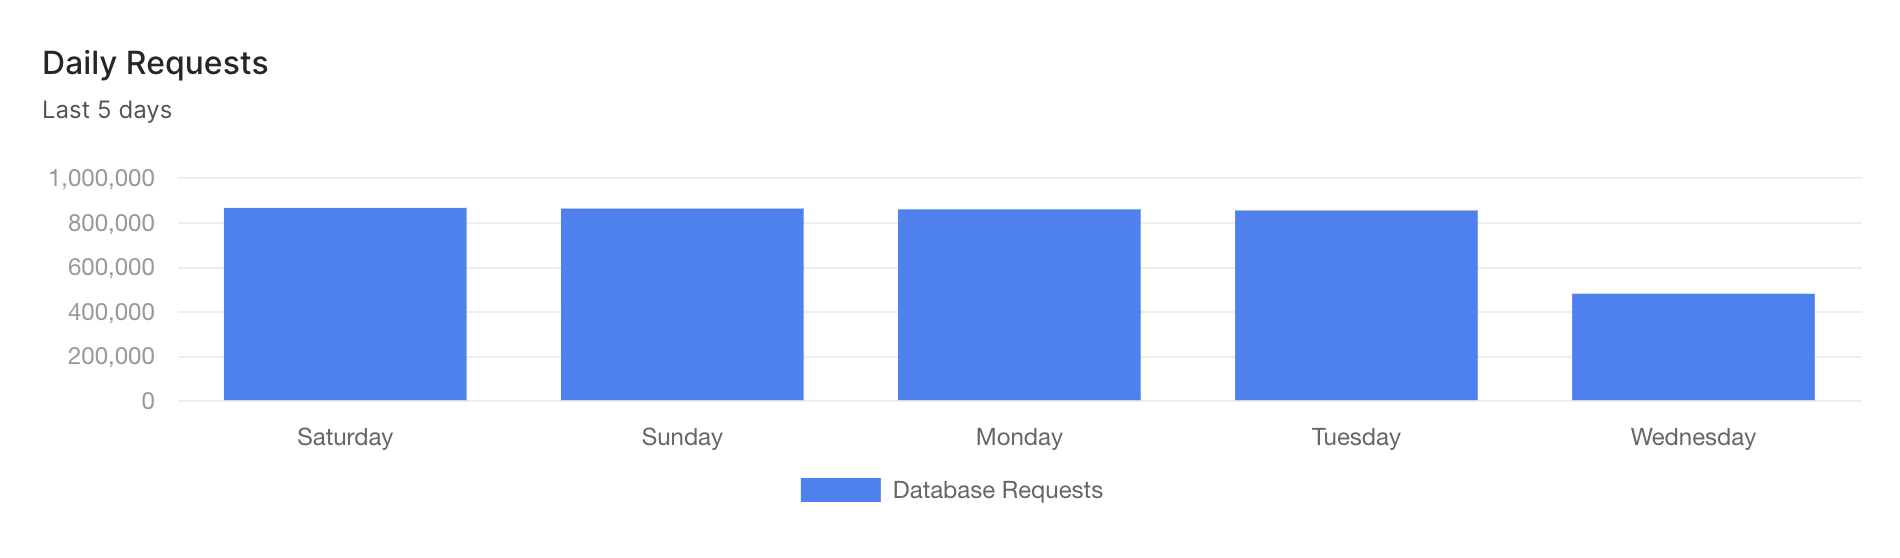 Daily Requests
Last 5 days
1,000,000
800,000
600,000
400,000
200,000
0
Saturday Sunday Monday Tuesday Wednesday
Database Requests